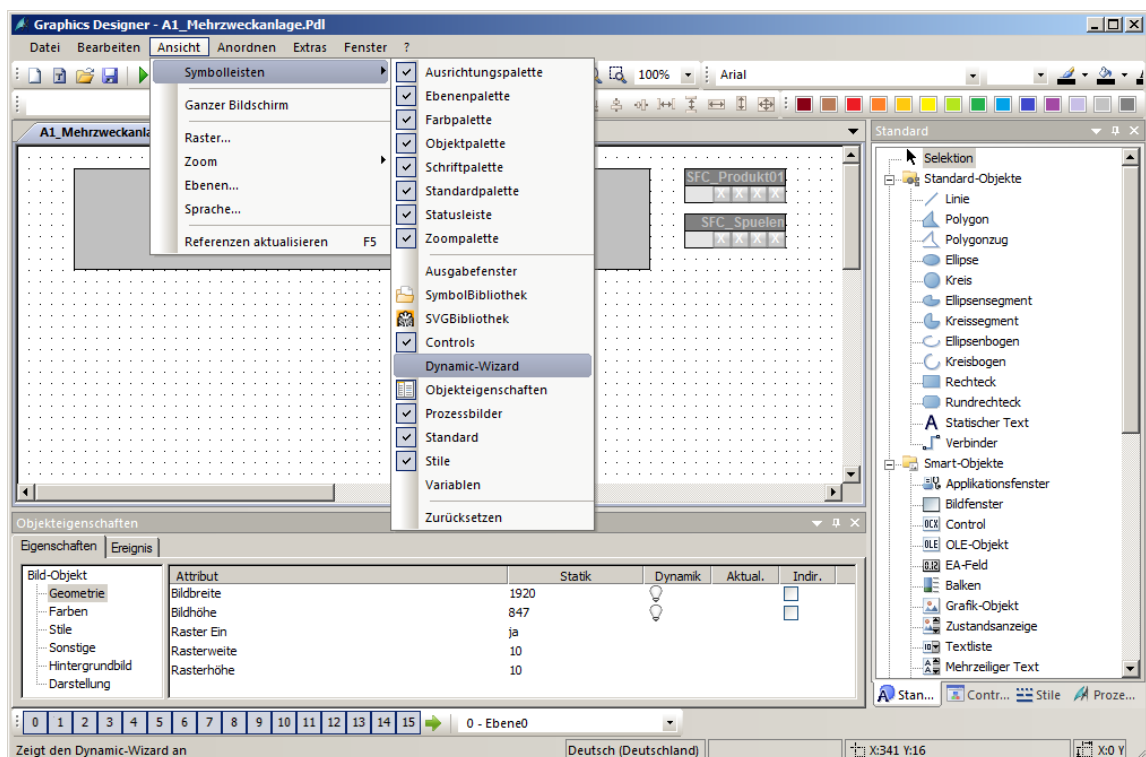 Graphics Designer - A1_Mehrzweckanlage.Pdl
Datei Bearbeiten Ansicht Anordnen Extras Fenster ?
100% Arial
Symbolleisten
Ganzer Bildschirm
Raster...
Zoom
Ebenen...
Sprache...
Referenzen aktualisieren F5
Ausrichtungspalette
Ebenenpalette
Farbpalette
Objektpalette
Schriftpalette
Standardpalette
Statusleiste
Zoompalette
Ausgabefenster
SymbolBibliothek
SVGBibliothek
Controls
Dynamic-Wizard
Objekteigenschaften
Prozessbilder
Standard
Stile
Variablen
Zurücksetzen
A1_Mehrzweckanla
SFC_Produkt01
X X X X
SFC_Spuelen
X X X X
Standard
Selektion
Standard-Objekte
Linie
Polygon
Polygonzug
Ellipse
Kreis
Ellipsensegment
Kreissegment
Ellipsenbogen
Kreisbogen
Rechteck
Rundrechteck
A Statischer Text
Verbinder
Smart-Objekte
Applikationsfenster
Bildfenster
OCX Control
OLE OLE-Objekt
0.12 EA-Feld
Balken
Grafik-Objekt
Zustandsanzeige
Textliste
Mehrzeiliger Text
Stan... Contr... Stile Proze...
Objekteigenschaften
Eigenschaften Ereignis
Bild-Objekt
Geometrie
Farben
Stile
Sonstige
Hintergrundbild
Darstellung
Attribut Statik Dynamik Aktual. Indir.
Bildbreite 1920
Bildhöhe 847
Raster Ein ja
Rasterweite 10
Rasterhöhe 10
0 1 2 3 4 5 6 7 8 9 10 11 12 13 14 15 0 - Ebene0
Zeigt den Dynamic-Wizard an Deutsch (Deutschland) X:341 Y:16 X:0 Y